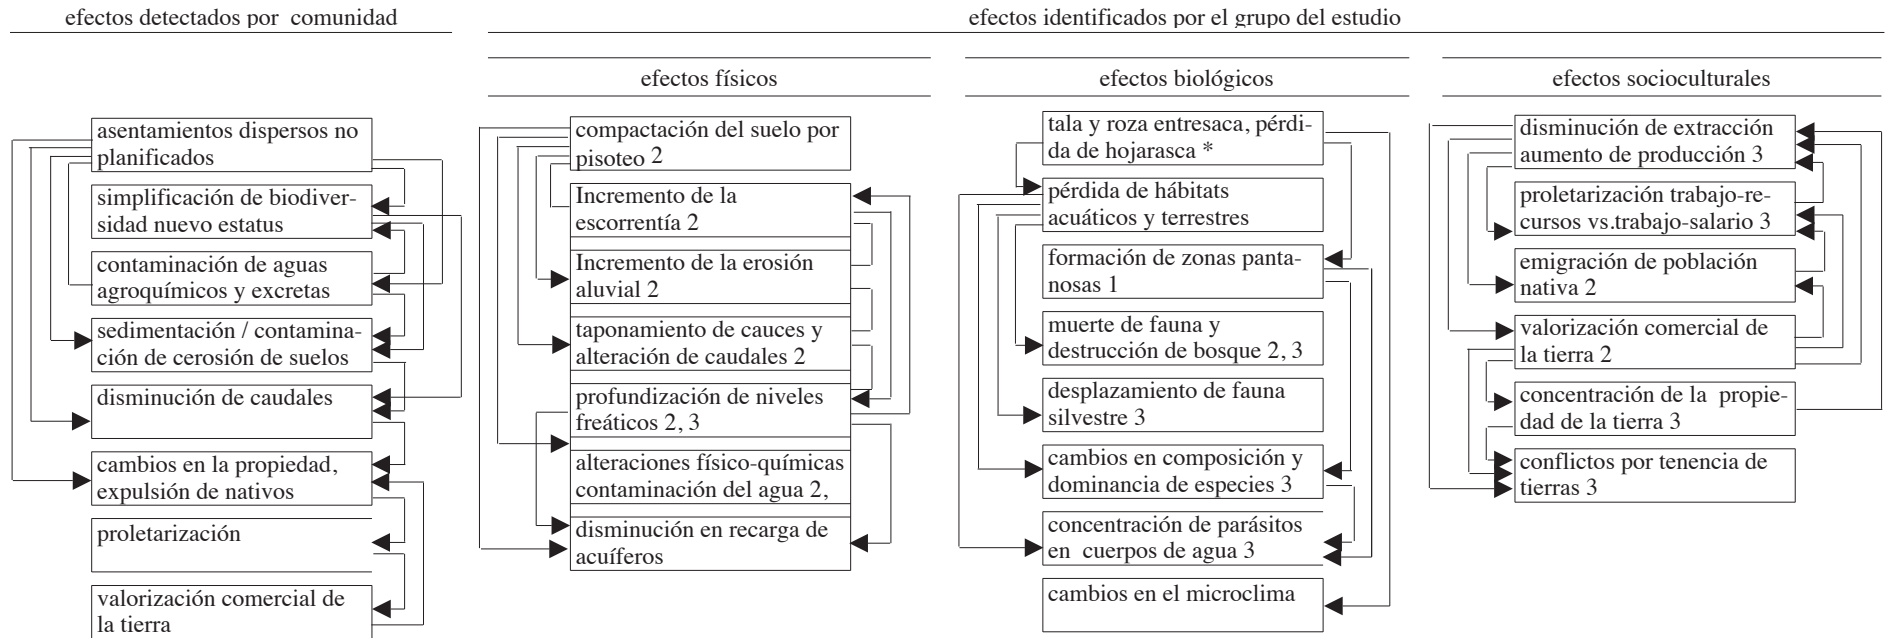 efectos detectados por comunidad
efectos identificados por el grupo del estudio
efectos físicos
efectos biológicos
efectos socioculturales
asentamientos dispersos no
planificados
simplificación de biodiver-
sidad nuevo estatus
contaminación de aguas
agroquímicos y excretas
sedimentación / contamina-
ción de cerosión de suelos
disminución de caudales
cambios en la propiedad,
expulsión de nativos
proletarización
valorización comercial de
la tierra
compactación del suelo por
pisoteo 2
Incremento de la
escorrentía 2
Incremento de la erosión
aluvial 2
taponamiento de cauces y
alteración de caudales 2
profundización de niveles
freáticos 2, 3
alteraciones físico-químicas
contaminación del agua 2,
disminución en recarga de
acuíferos
tala y roza entresaca, pérdi-
da de hojarasca *
pérdida de hábitats
acuáticos y terrestres
formación de zonas panta-
nosas 1
muerte de fauna y
destrucción de bosque 2, 3
desplazamiento de fauna
silvestre 3
cambios en composición y
dominancia de especies 3
concentración de parásitos
en cuerpos de agua 3
cambios en el microclima
disminución de extracción
aumento de producción 3
proletarización trabajo-re-
cursos vs.trabajo-salario 3
emigración de población
nativa 2
valorización comercial de
la tierra 2
concentración de la propie-
dad de la tierra 3
conflictos por tenencia de
tierras 3